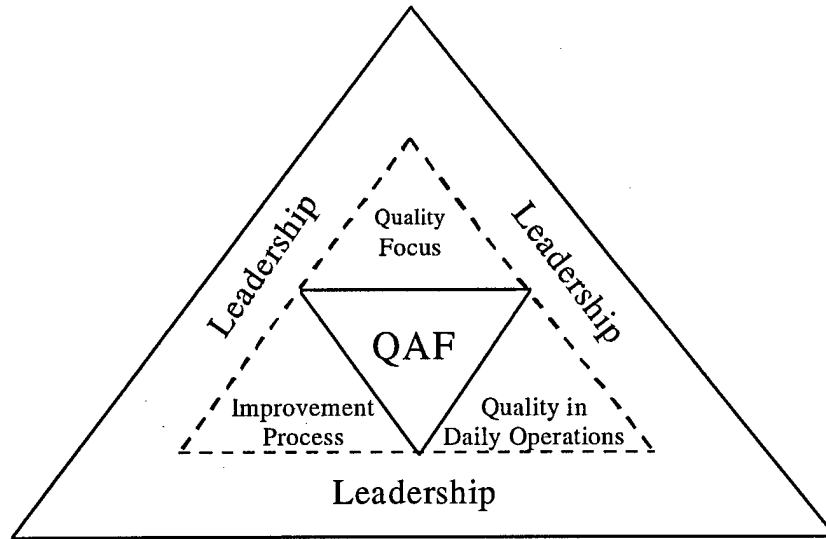 Quality
Focus
Leadership
Leadership
QAF
Improvement
Process
Quality in
Daily Operations
Leadership